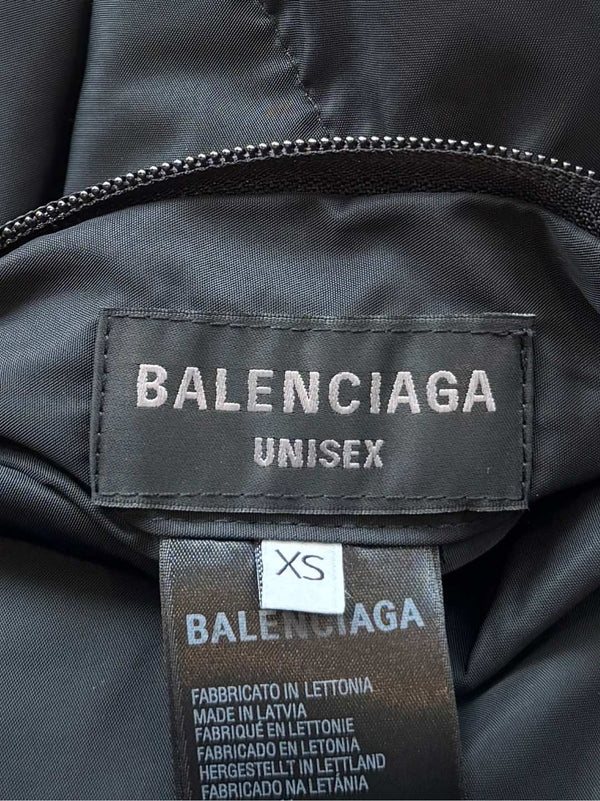 BALENCIAGA
UNISEX
XS
BALENCIAGA
FABBRICATO IN LETTONIA
MADE IN LATVIA
FABRIQUÉ EN LETTONIE
FABRICADO EN LETONIA
HERGESTELLT IN LETTLAND
FABRICADO NA LETÁNIA